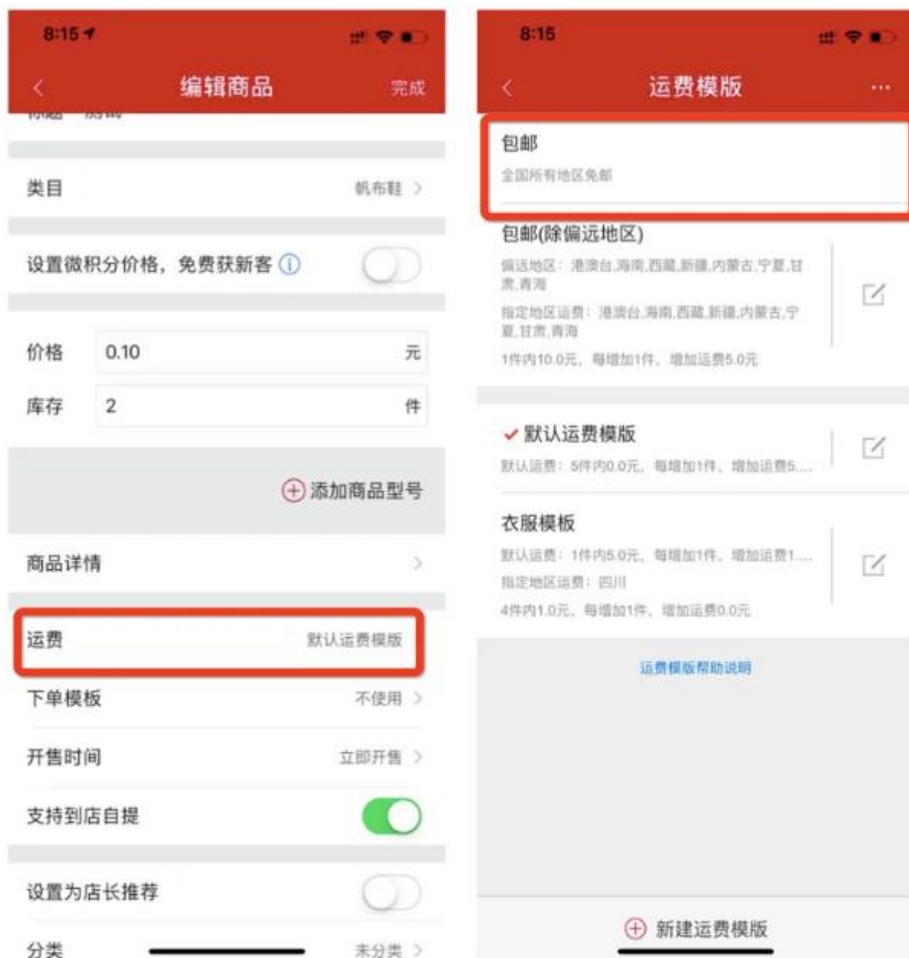 8:15
编辑商品
完成
标题 测试
类目
帆布鞋
设置微积分价格，免费获新客
价格 0.10 元
库存 2 件
添加商品型号
商品详情
运费
默认运费模版
下单模板
不使用
开售时间
立即开售
支持到店自提
设置为店长推荐
分类
未分类
8:15
运费模版
包邮
全国所有地区免邮
包邮(除偏远地区)
偏远地区：港澳台,海南,西藏,新疆,内蒙古,宁夏,甘
肃,青海
指定地区运费：港澳台,海南,西藏,新疆,内蒙古,宁
夏,甘肃,青海
1件内10.0元，每增加1件，增加运费5.0元
默认运费模版
默认运费：5件内0.0元，每增加1件，增加运费5....
衣服模板
默认运费：1件内5.0元，每增加1件，增加运费1....
指定地区运费：四川
4件内1.0元，每增加1件，增加运费0.0元
运费模版帮助说明
新建运费模版